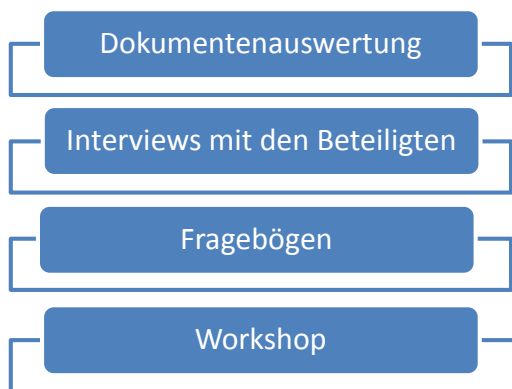 Dokumentenauswertung
Interviews mit den Beteiligten
Fragebögen
Workshop